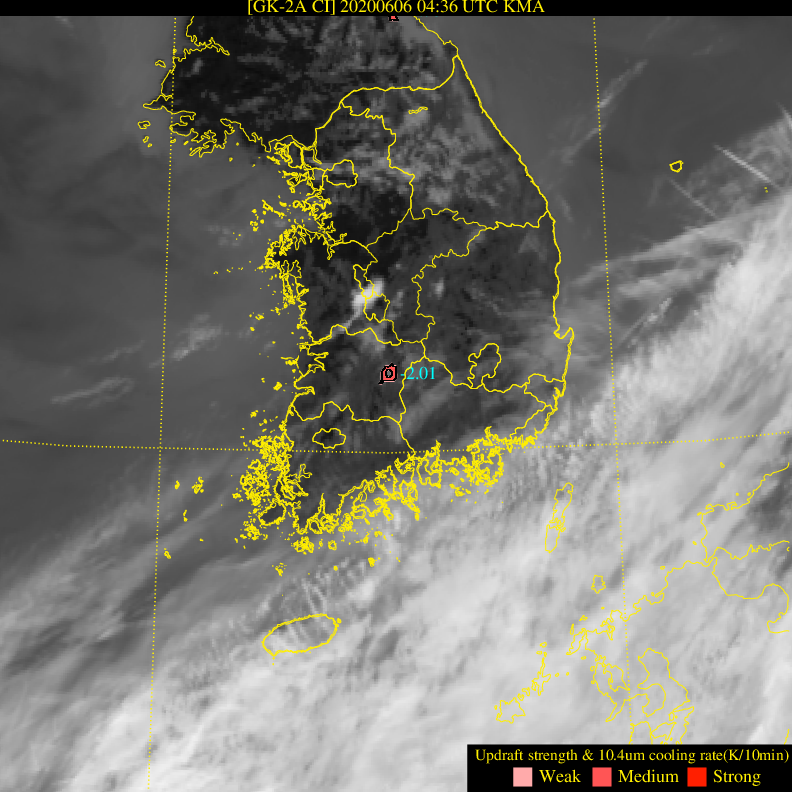 [GK-2A CI] 20200606 04:36 UTC KMA
-2.01
Updraft strength & 10.4um cooling rate(K/10min)
Weak Medium Strong